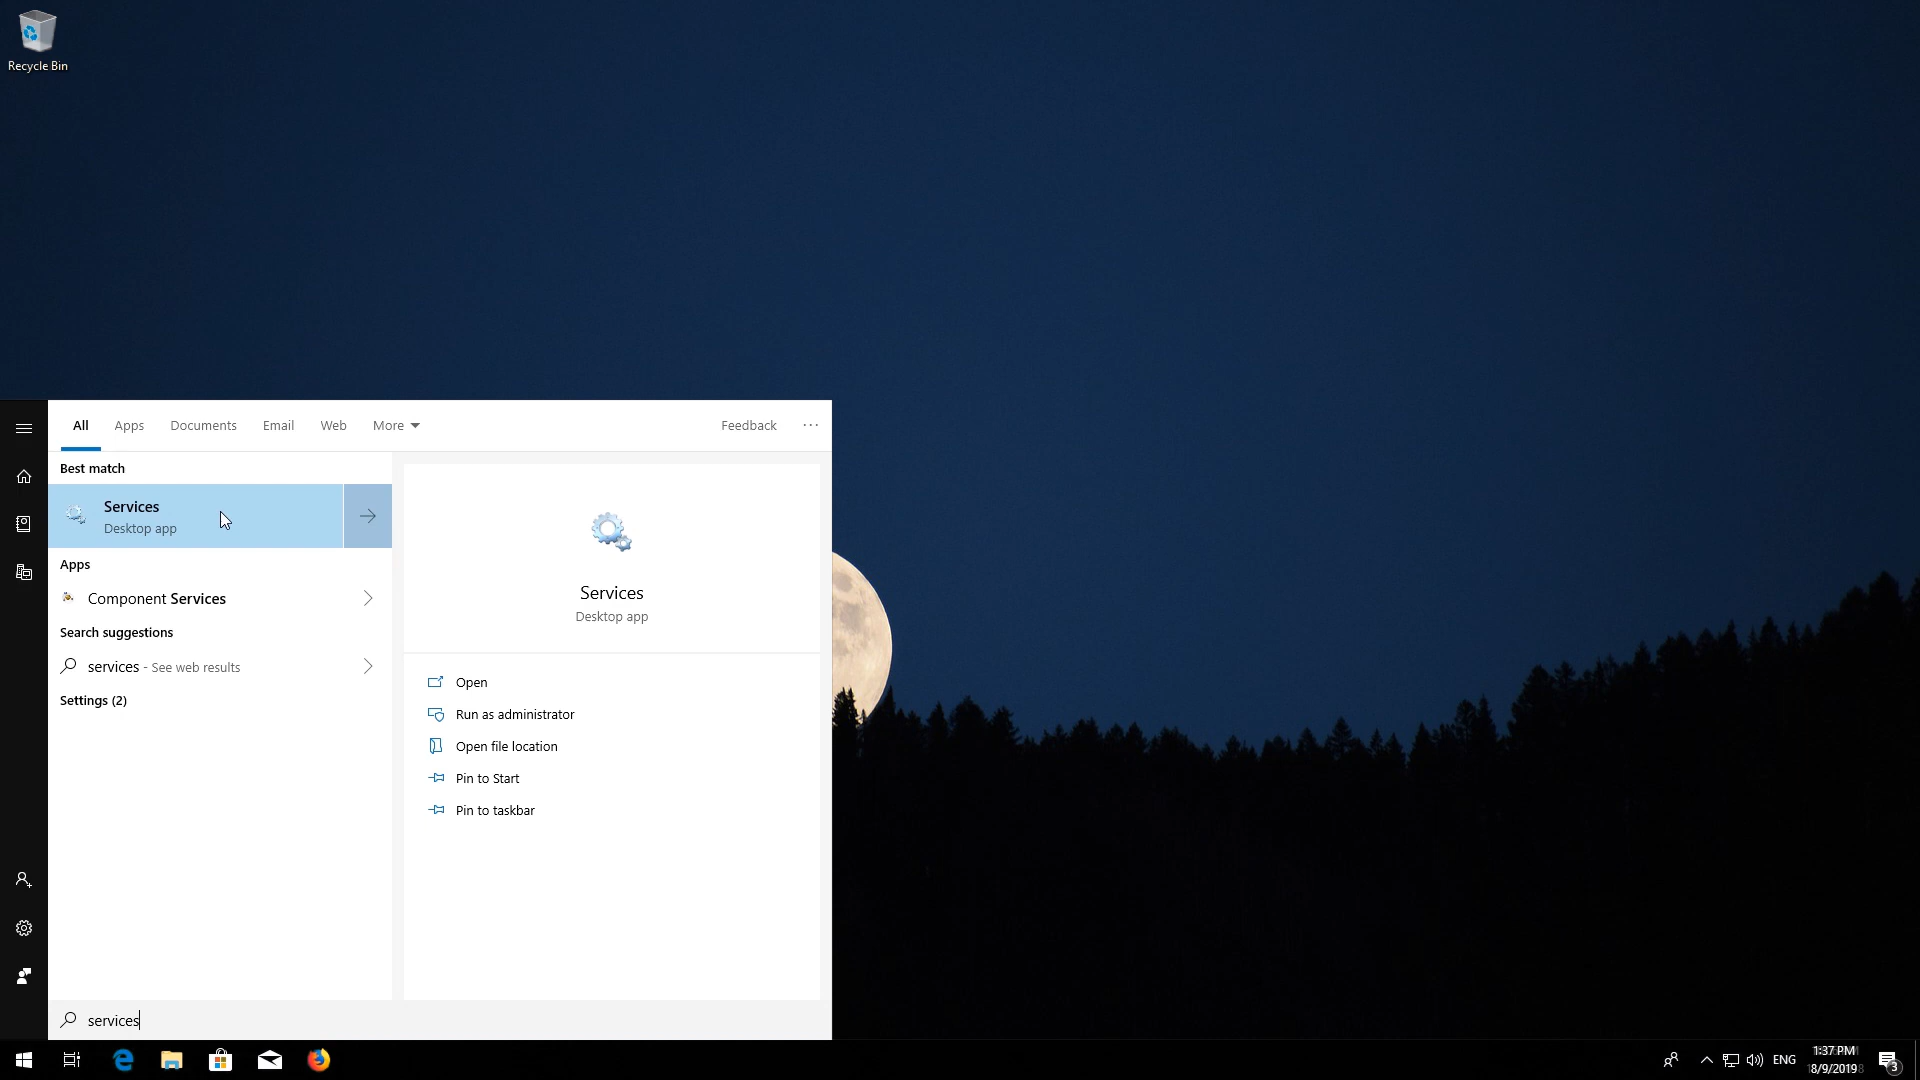 Recycle Bin
All Apps Documents Email Web More Feedback ...
Best match
Services
Desktop app
Apps
Component Services
Search suggestions
services - See web results
Settings (2)
Services
Desktop app
Open
Run as administrator
Open file location
Pin to Start
Pin to taskbar
services
ENG
1:37 PM
8/9/2019
3